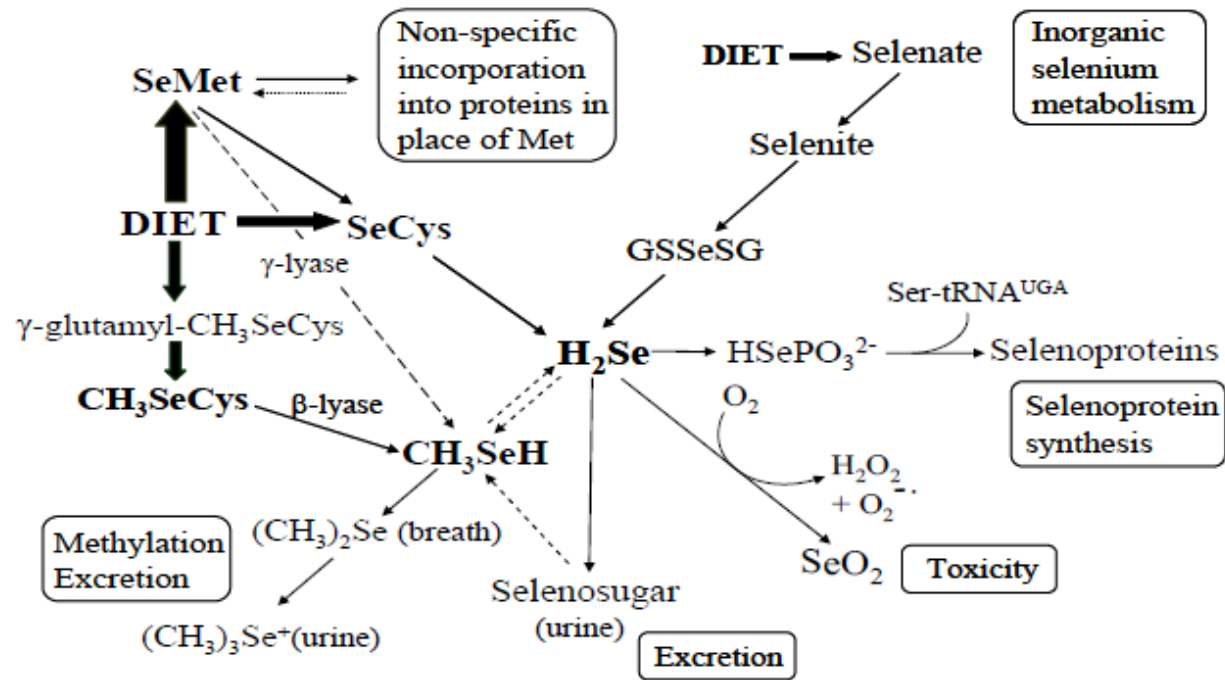 Non-specific
incorporation
into proteins in
place of Met
DIET
Selenate
Inorganic
selenium
metabolism
SeMet
Selenite
DIET
SeCys
γ-lyase
GSSeSG
Ser-tRNA^UGA
γ-glutamyl-CH₃SeCys
H₂Se
HSePO₃²⁻
Selenoproteins
CH₃SeCys
β-lyase
O₂
Selenoprotein
synthesis
CH₃SeH
H₂O₂
+ O₂⁻·
Methylation
Excretion
(CH₃)₂Se (breath)
SeO₂
Toxicity
Selenosugar
(urine)
(CH₃)₃Se⁺(urine)
Excretion